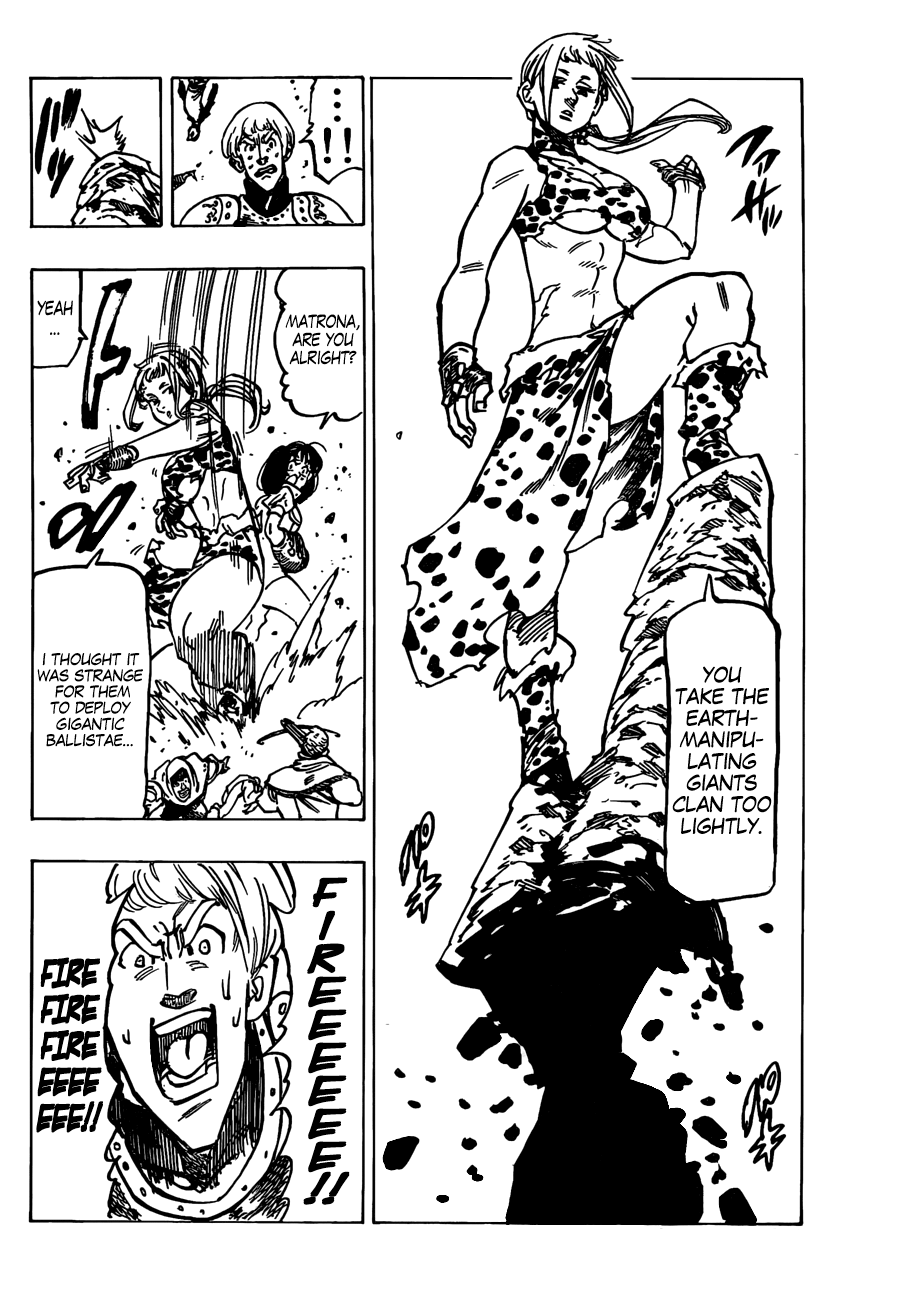 YOU
TAKE THE
EARTH-
MANIPU-
LATING
GIANTS
CLAN TOO
LIGHTLY.
...!!
MATRONA,
ARE YOU
ALRIGHT?
YEAH
...
I THOUGHT IT
WAS STRANGE
FOR THEM
TO DEPLOY
GIGANTIC
BALLISTAE...
FIREEEEEE!!
FIRE
FIRE
FIRE
EEEE
EEE!!